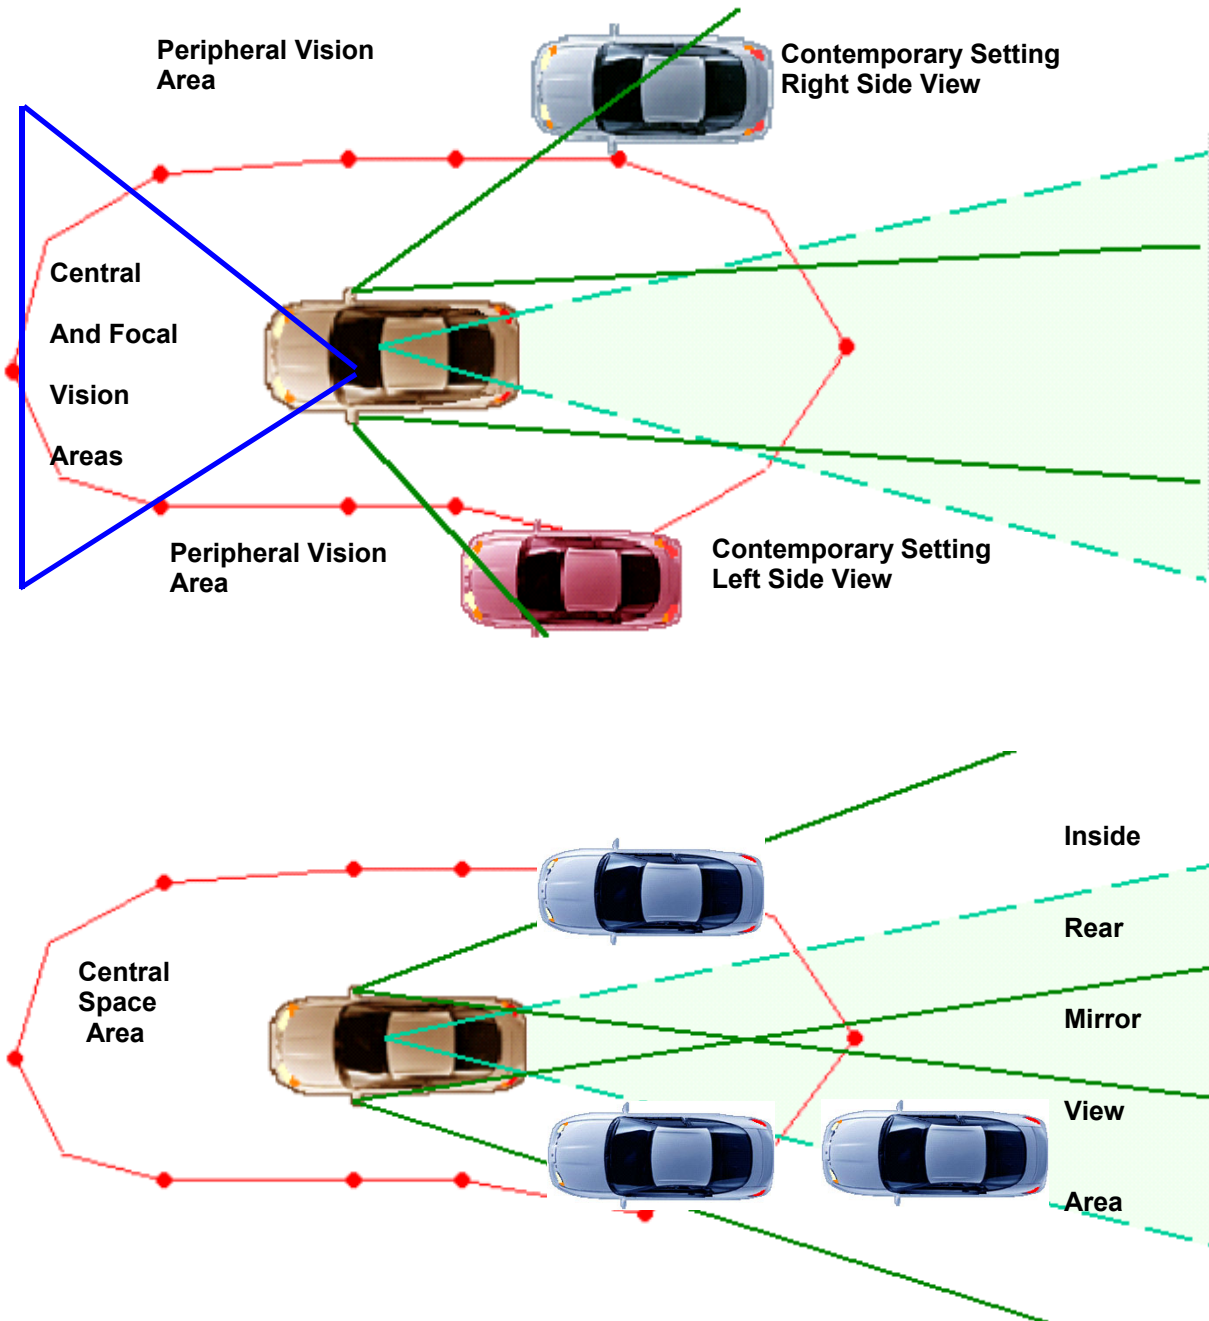 Peripheral Vision
Area
Contemporary Setting
Right Side View
Central
And Focal
Vision
Areas
Peripheral Vision
Area
Contemporary Setting
Left Side View
Inside
Rear
Mirror
View
Area
Central
Space
Area